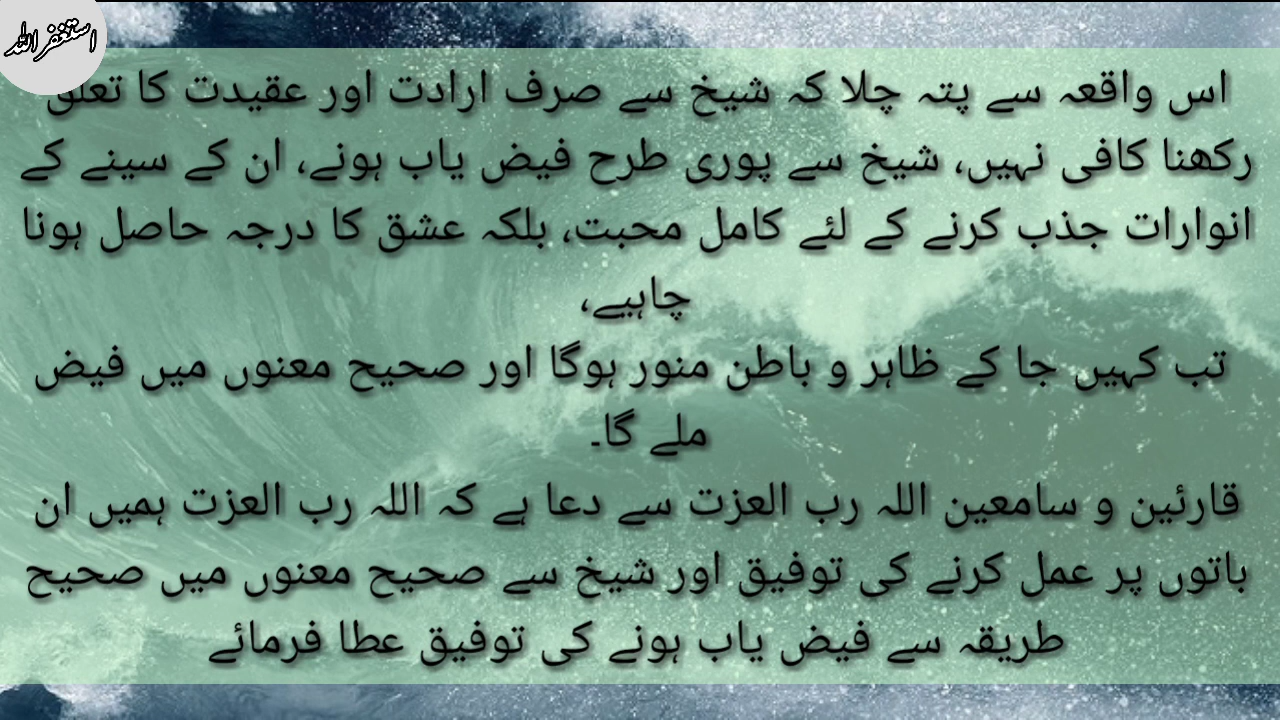 استغفر اللہ
اس واقعہ سے پتہ چلا کہ شیخ سے صرف ارادت اور عقیدت کا تعلق
رکھنا کافی نہیں، شیخ سے پوری طرح فیض یاب ہونے، ان کے سینے کے
انوارات جذب کرنے کے لئے کامل محبت، بلکہ عشق کا درجہ حاصل ہونا
چاہیے،
تب کہیں جا کے ظاہر و باطن منور ہوگا اور صحیح معنوں میں فیض
ملے گا۔
قارئین و سامعین اللہ رب العزت سے دعا ہے کہ اللہ رب العزت ہمیں ان
باتوں پر عمل کرنے کی توفیق اور شیخ سے صحیح معنوں میں صحیح
طریقہ سے فیض یاب ہونے کی توفیق عطا فرمائے